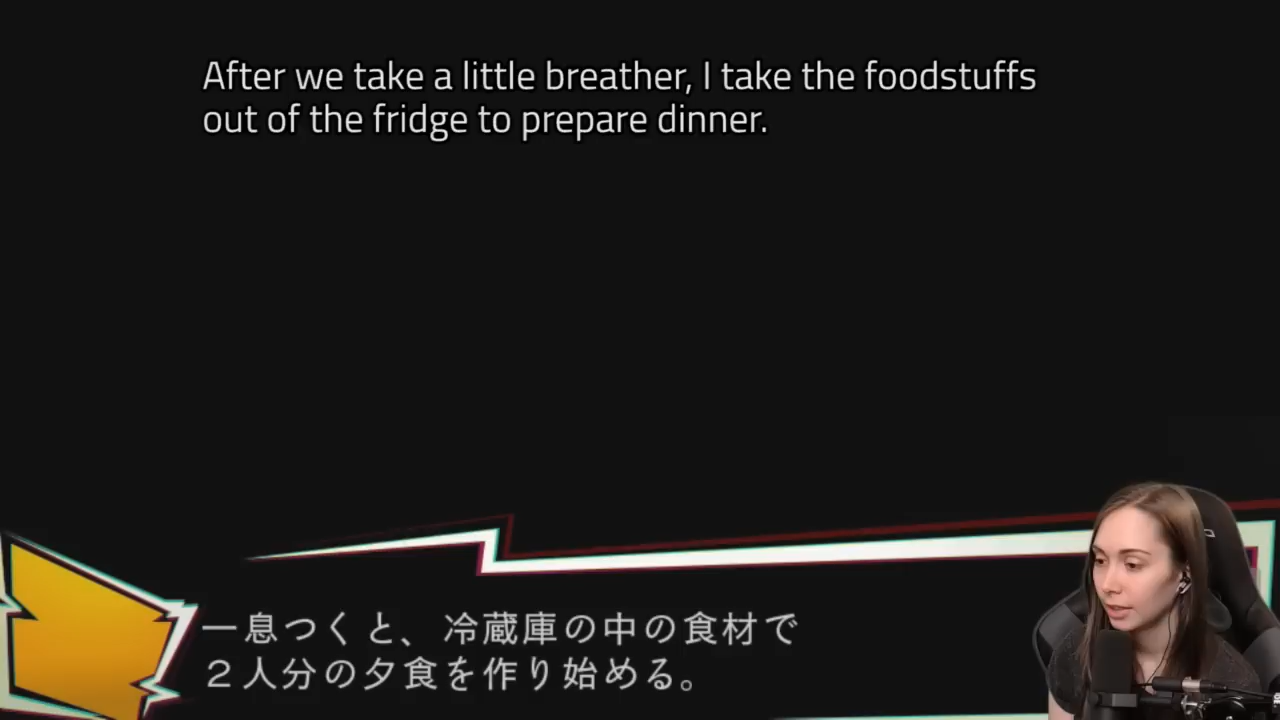 After we take a little breather, I take the foodstuffs
out of the fridge to prepare dinner.
一息つくと、冷蔵庫の中の食材で
２人分の夕食を作り始める。